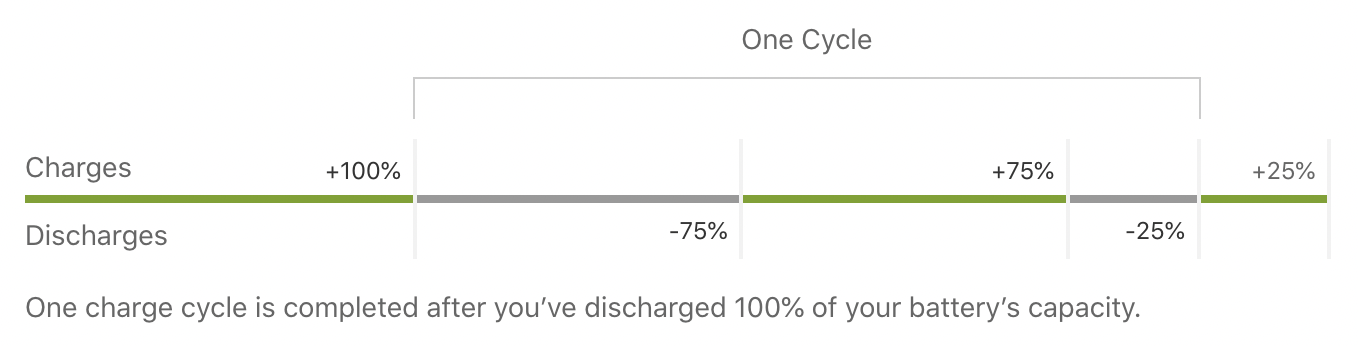 One Cycle
Charges +100% +75% +25%
Discharges -75% -25%
One charge cycle is completed after you’ve discharged 100% of your battery’s capacity.